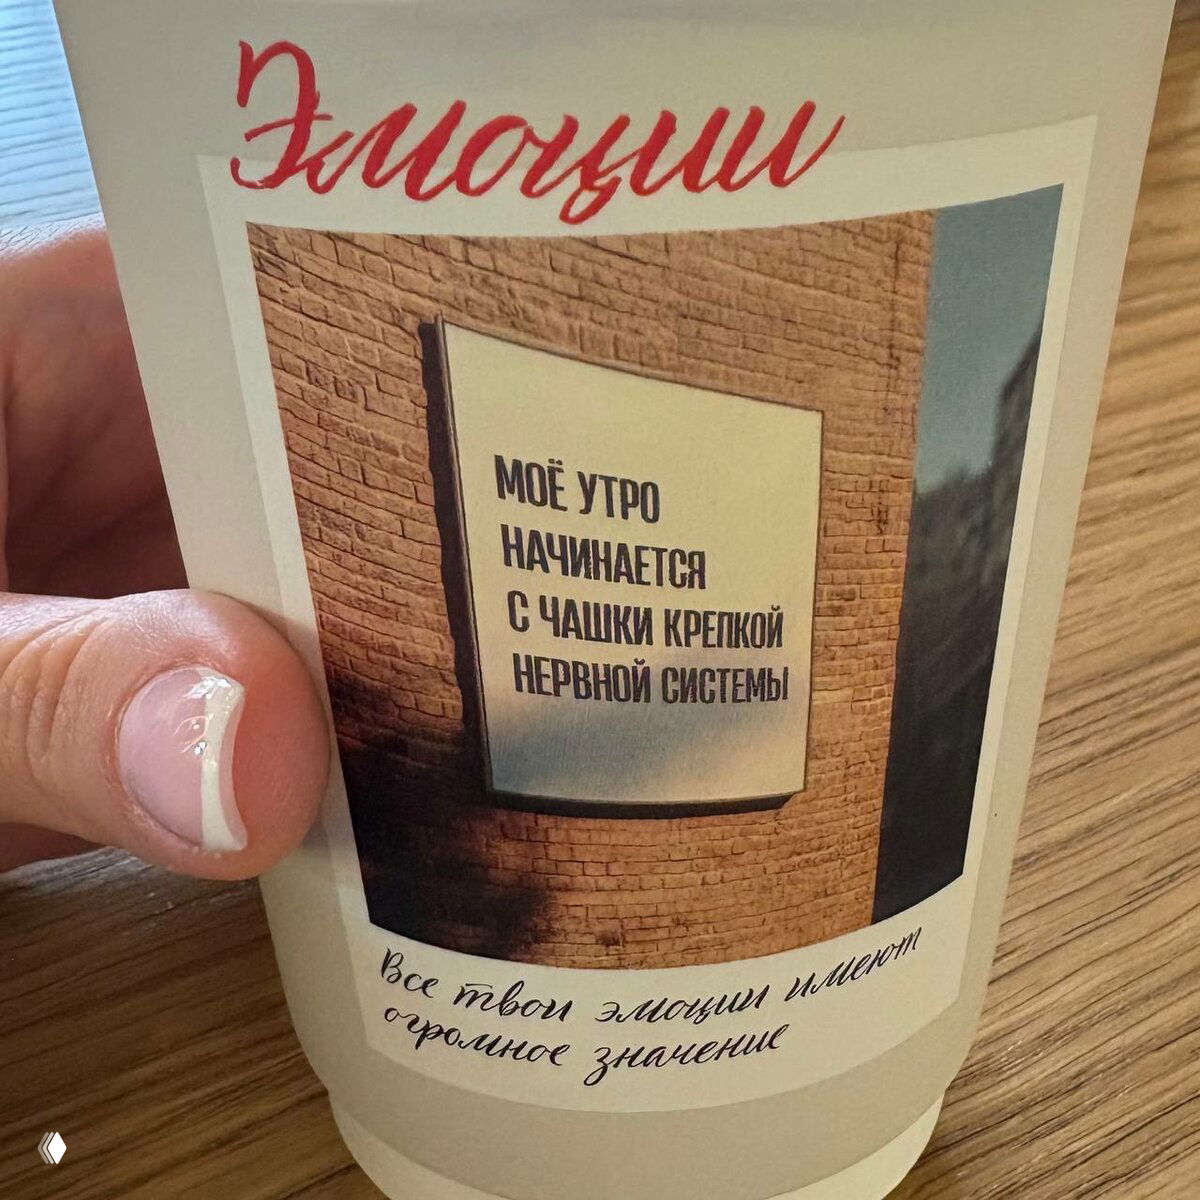 Эмоции
МОЁ УТРО
НАЧИНАЕТСЯ
С ЧАШКИ КРЕПКОЙ
НЕРВНОЙ СИСТЕМЫ
Все твои эмоции имеют
огромное значение